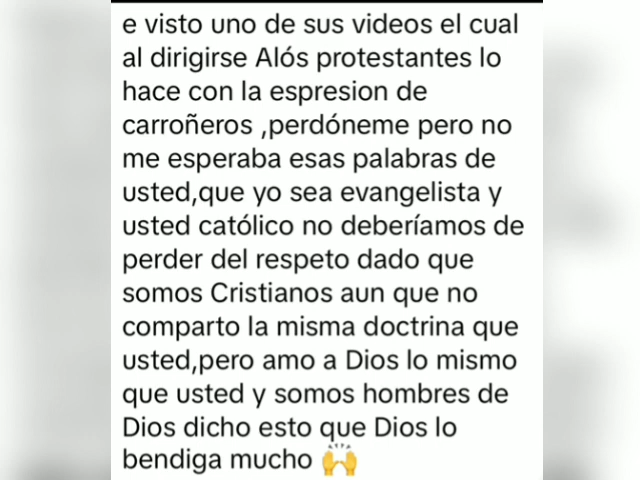 e visto uno de sus videos el cual
al dirigirse Alós protestantes lo
hace con la espresion de
carroñeros ,perdóneme pero no
me esperaba esas palabras de
usted,que yo sea evangelista y
usted católico no deberíamos de
perder del respeto dado que
somos Cristianos aun que no
comparto la misma doctrina que
usted,pero amo a Dios lo mismo
que usted y somos hombres de
Dios dicho esto que Dios lo
bendiga mucho 🙌